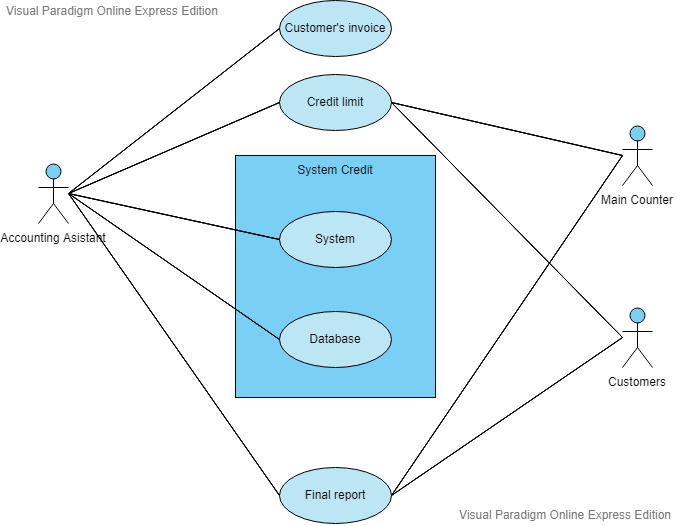 Visual Paradigm Online Express Edition
Customer's invoice
Credit limit
System Credit
Main Counter
Accounting Asistant
System
Database
Customers
Final report
Visual Paradigm Online Express Edition